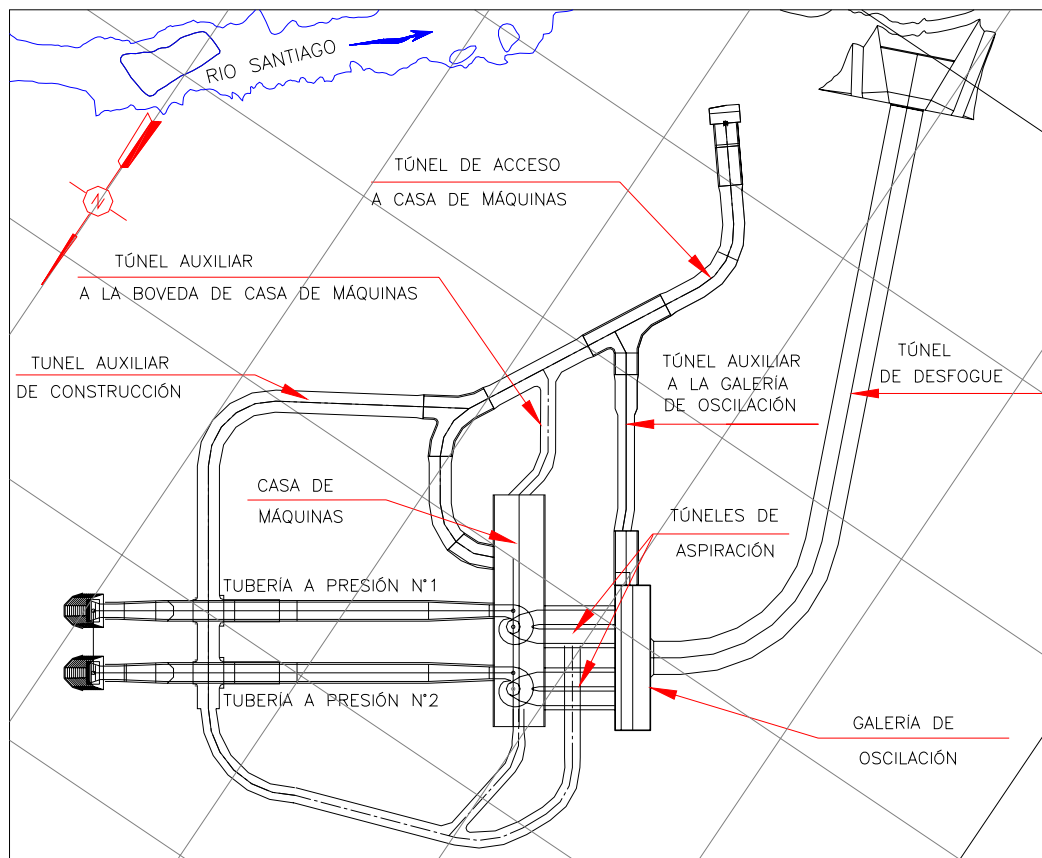 RIO SANTIAGO
N
TÚNEL DE ACCESO
A CASA DE MÁQUINAS
TÚNEL AUXILIAR
A LA BOVEDA DE CASA DE MÁQUINAS
TUNEL AUXILIAR
DE CONSTRUCCIÓN
TÚNEL AUXILIAR
A LA GALERÍA
DE OSCILACIÓN
TÚNEL
DE DESFOGUE
CASA DE
MÁQUINAS
TÚNELES DE
ASPIRACIÓN
TUBERÍA A PRESIÓN N°1
TUBERÍA A PRESIÓN N°2
GALERÍA DE
OSCILACIÓN